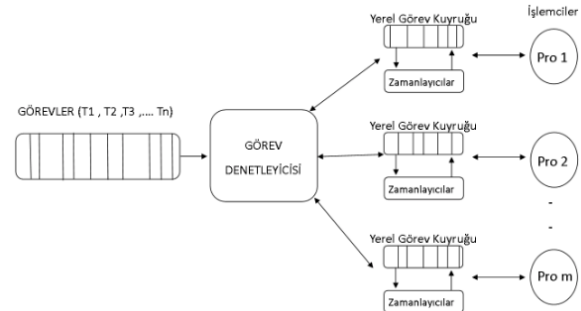 İşlemciler
Yerel Görev Kuyruğu
Pro 1
Zamanlayıcılar
GÖREVLER (T1 , T2 ,T3 ,.... Tn)
GÖREV
DENETLEYİCİSİ
Yerel Görev Kuyruğu
Pro 2
Zamanlayıcılar
-
-
Yerel Görev Kuyruğu
Pro m
Zamanlayıcılar